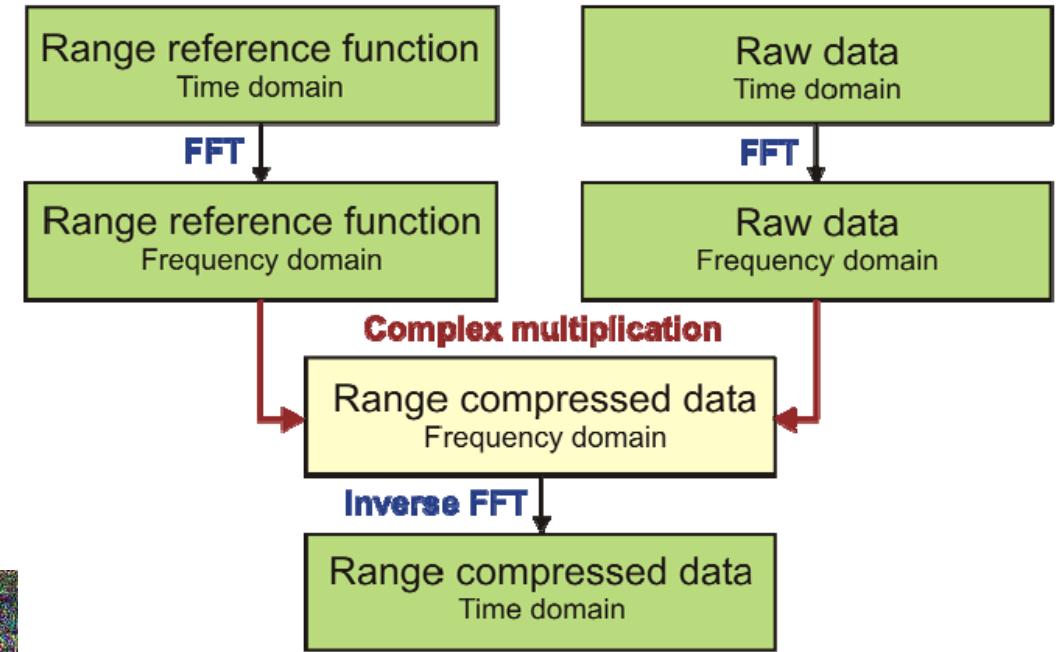 Range reference function
Time domain
Raw data
Time domain
FFT
FFT
Range reference function
Frequency domain
Raw data
Frequency domain
Complex multiplication
Range compressed data
Frequency domain
Inverse FFT
Range compressed data
Time domain